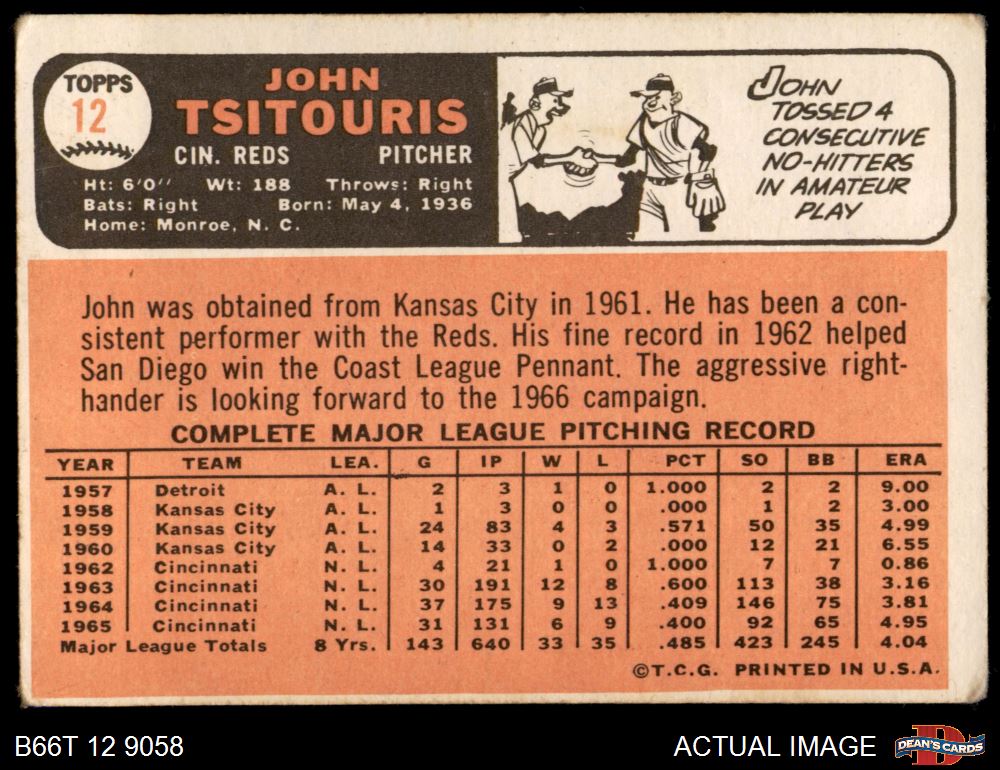 TOPPS
12
JOHN
TSITOURIS
CIN. REDS PITCHER
Ht: 6'0" Wt: 188 Throws: Right
Bats: Right Born: May 4, 1936
Home: Monroe, N. C.
JOHN
TOSSED 4
CONSECUTIVE
NO-HITTERS
IN AMATEUR
PLAY
John was obtained from Kansas City in 1961. He has been a con-
sistent performer with the Reds. His fine record in 1962 helped
San Diego win the Coast League Pennant. The aggressive right-
hander is looking forward to the 1966 campaign.
COMPLETE MAJOR LEAGUE PITCHING RECORD
YEAR TEAM LEA. G IP W L PCT SO BB ERA
1957 Detroit A. L. 2 3 1 0 1.000 2 2 9.00
1958 Kansas City A. L. 1 3 0 0 .000 1 2 3.00
1959 Kansas City A. L. 24 83 4 3 .571 50 35 4.99
1960 Kansas City A. L. 14 33 0 2 .000 12 21 6.55
1962 Cincinnati N. L. 4 21 1 0 1.000 7 7 0.86
1963 Cincinnati N. L. 30 191 12 8 .600 113 38 3.16
1964 Cincinnati N. L. 37 175 9 13 .409 146 75 3.81
1965 Cincinnati N. L. 31 131 6 9 .400 92 65 4.95
Major League Totals 8 Yrs. 143 640 33 35 .485 423 245 4.04
©T.C.G. PRINTED IN U.S.A.
B66T 12 9058
ACTUAL IMAGE
D
DEAN'S CARDS